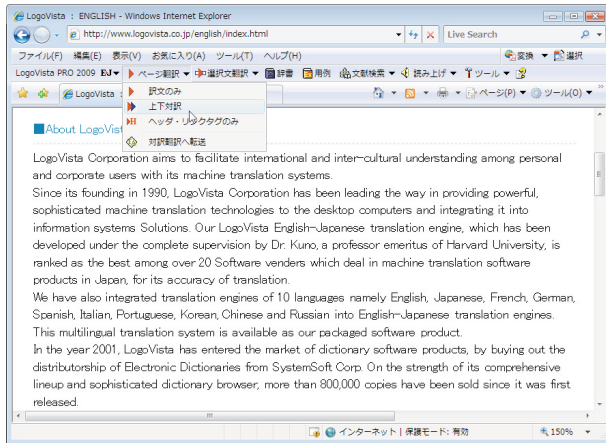 LogoVista : ENGLISH - Windows Internet Explorer
http://www.logovista.co.jp/english/index.html
Live Search
ファイル(F) 編集(E) 表示(V) お気に入り(A) ツール(T) ヘルプ(H) 変換 選択
LogoVista PRO 2009 EJ ページ翻訳 選択文翻訳 辞書 用例 文献検索 読み上げ ツール
LogoVista : ページ(P) ツール(O)
訳文のみ
上下対訳
ヘッダ・リンクタグのみ
対訳翻訳へ転送
About LogoVist
LogoVista Corporation aims to facilitate international and inter-cultural understanding among personal
and corporate users with its machine translation systems.
Since its founding in 1990, LogoVista Corporation has been leading the way in providing powerful,
sophisticated machine translation technologies to the desktop computers and integrating it into
information systems Solutions. Our LogoVista English-Japanese translation engine, which has been
developed under the complete supervision by Dr. Kuno, a professor emeritus of Harvard University, is
ranked as the best among over 20 Software venders which deal in machine translation software
products in Japan, for its accuracy of translation.
We have also integrated translation engines of 10 languages namely English, Japanese, French, German,
Spanish, Italian, Portuguese, Korean, Chinese and Russian into English-Japanese translation engines.
This multilingual translation system is available as our packaged software product.
In the year 2001, LogoVista has entered the market of dictionary software products, by buying out the
distributorship of Electronic Dictionaries from SystemSoft Corp. On the strength of its comprehensive
lineup and sophisticated dictionary browser, more than 800,000 copies have been sold since it was first
released.
インターネット | 保護モード: 有効 150%